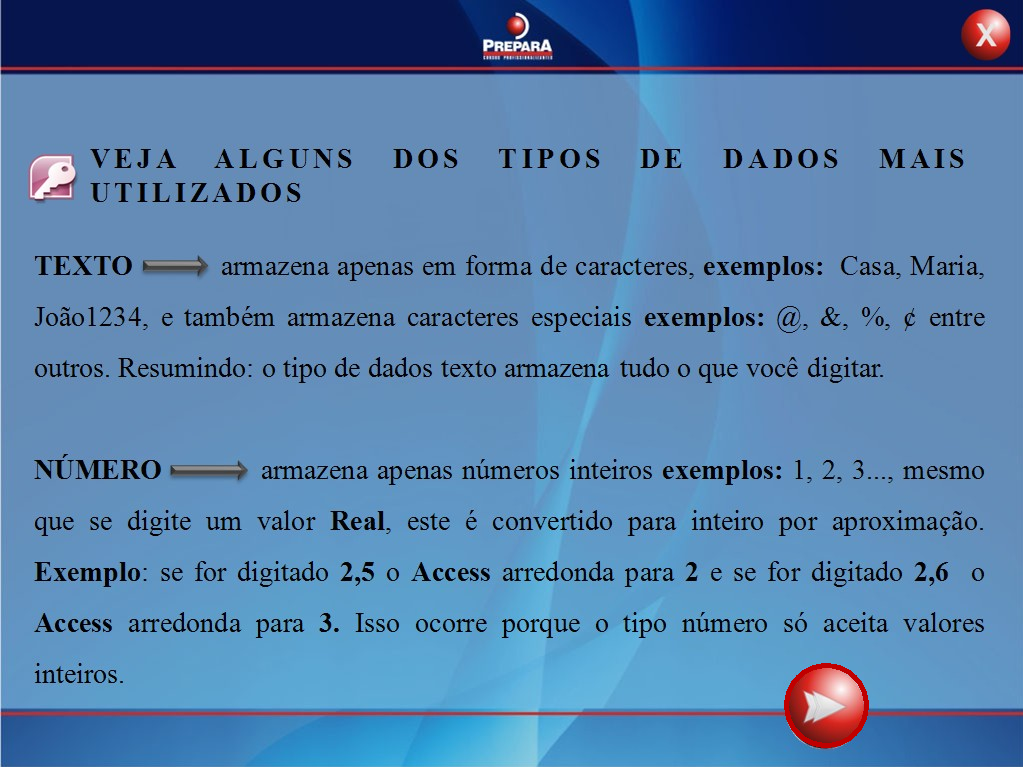 PREPARA
CURSOS PROFISSIONALIZANTES
X
VEJA ALGUNS DOS TIPOS DE DADOS MAIS
UTILIZADOS
TEXTO armazena apenas em forma de caracteres, exemplos: Casa, Maria,
João1234, e também armazena caracteres especiais exemplos: @, &, %, ¢ entre
outros. Resumindo: o tipo de dados texto armazena tudo o que você digitar.
NÚMERO armazena apenas números inteiros exemplos: 1, 2, 3..., mesmo
que se digite um valor Real, este é convertido para inteiro por aproximação.
Exemplo: se for digitado 2,5 o Access arredonda para 2 e se for digitado 2,6 o
Access arredonda para 3. Isso ocorre porque o tipo número só aceita valores
inteiros.